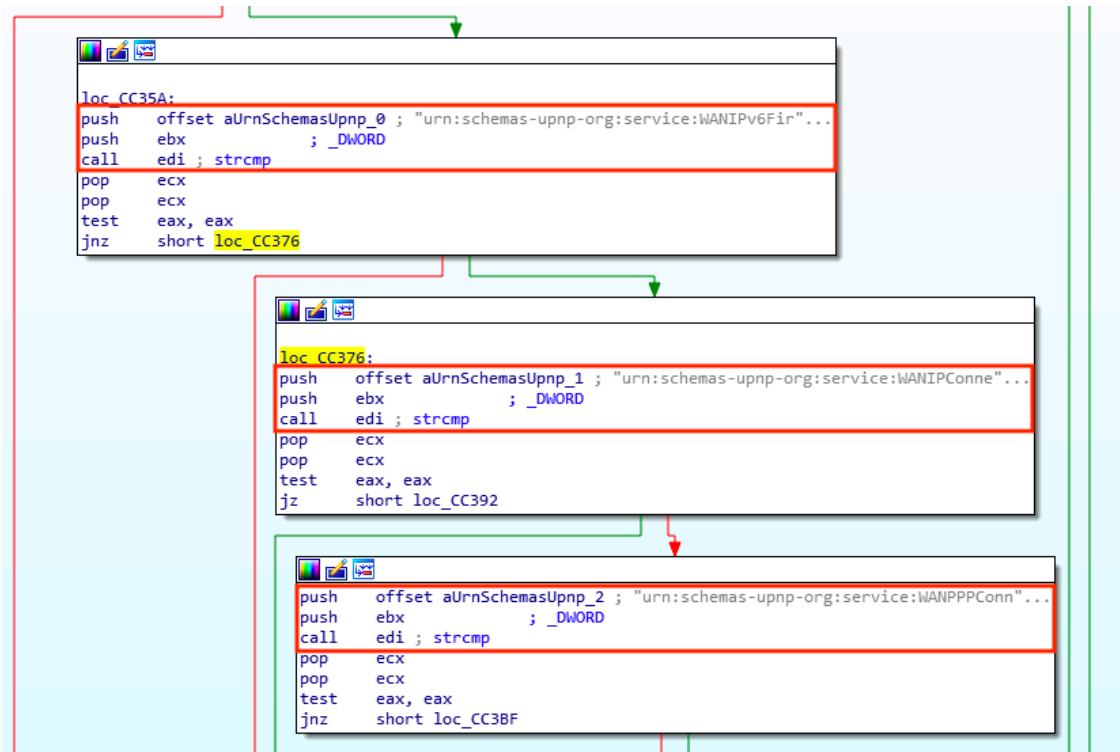 loc_CC35A:
push offset aUrnSchemasUpnp_0 ; "urn:schemas-upnp-org:service:WANIPv6Fir"...
push ebx ; _DWORD
call edi ; strcmp
pop ecx
pop ecx
test eax, eax
jnz short loc_CC376
loc_CC376:
push offset aUrnSchemasUpnp_1 ; "urn:schemas-upnp-org:service:WANIPConne"...
push ebx ; _DWORD
call edi ; strcmp
pop ecx
pop ecx
test eax, eax
jz short loc_CC392
push offset aUrnSchemasUpnp_2 ; "urn:schemas-upnp-org:service:WANPPPConn"...
push ebx ; _DWORD
call edi ; strcmp
pop ecx
pop ecx
test eax, eax
jnz short loc_CC3BF